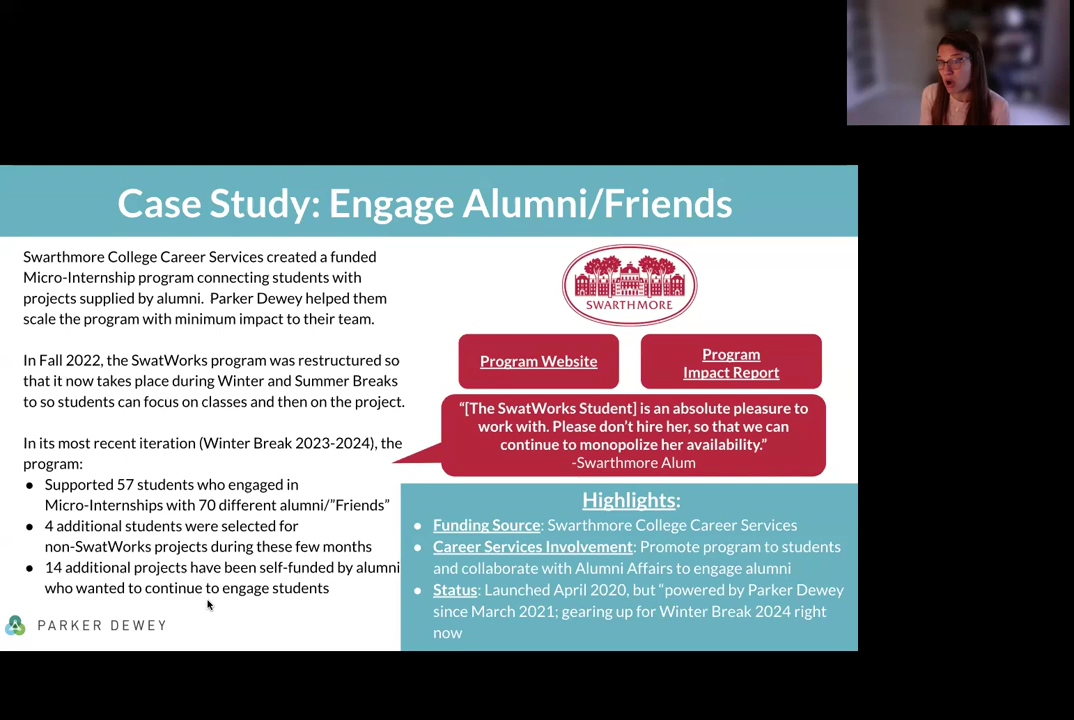 Case Study: Engage Alumni/Friends
Swarthmore College Career Services created a funded
Micro-Internship program connecting students with
projects supplied by alumni. Parker Dewey helped them
scale the program with minimum impact to their team.
In Fall 2022, the SwatWorks program was restructured so
that it now takes place during Winter and Summer Breaks
to so students can focus on classes and then on the project.
In its most recent iteration (Winter Break 2023-2024), the
program:
● Supported 57 students who engaged in
Micro-Internships with 70 different alumni/"Friends"
● 4 additional students were selected for
non-SwatWorks projects during these few months
● 14 additional projects have been self-funded by alumni
who wanted to continue to engage students
PARKER DEWEY
SWARTHMORE
Program Website
Program
Impact Report
“[The SwatWorks Student] is an absolute pleasure to
work with. Please don’t hire her, so that we can
continue to monopolize her availability.”
-Swarthmore Alum
Highlights:
● Funding Source: Swarthmore College Career Services
● Career Services Involvement: Promote program to students
and collaborate with Alumni Affairs to engage alumni
● Status: Launched April 2020, but “powered by Parker Dewey
since March 2021; gearing up for Winter Break 2024 right
now